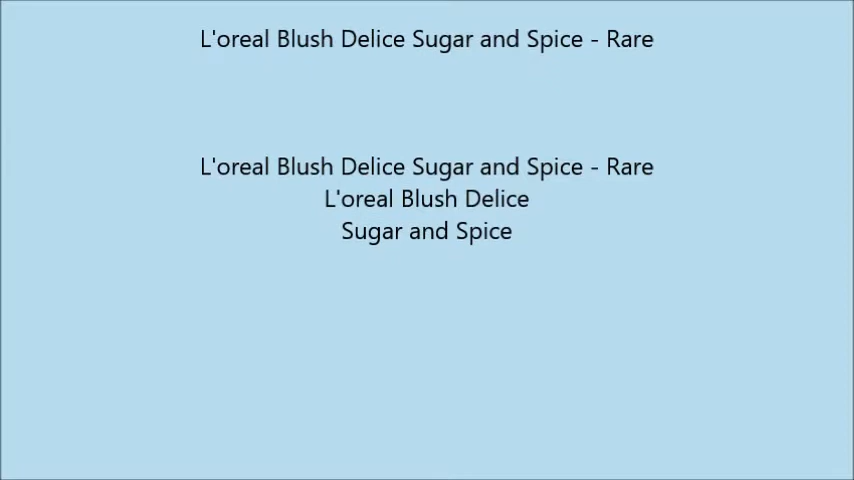 L'oreal Blush Delice Sugar and Spice - Rare
L'oreal Blush Delice Sugar and Spice - Rare
L'oreal Blush Delice
Sugar and Spice